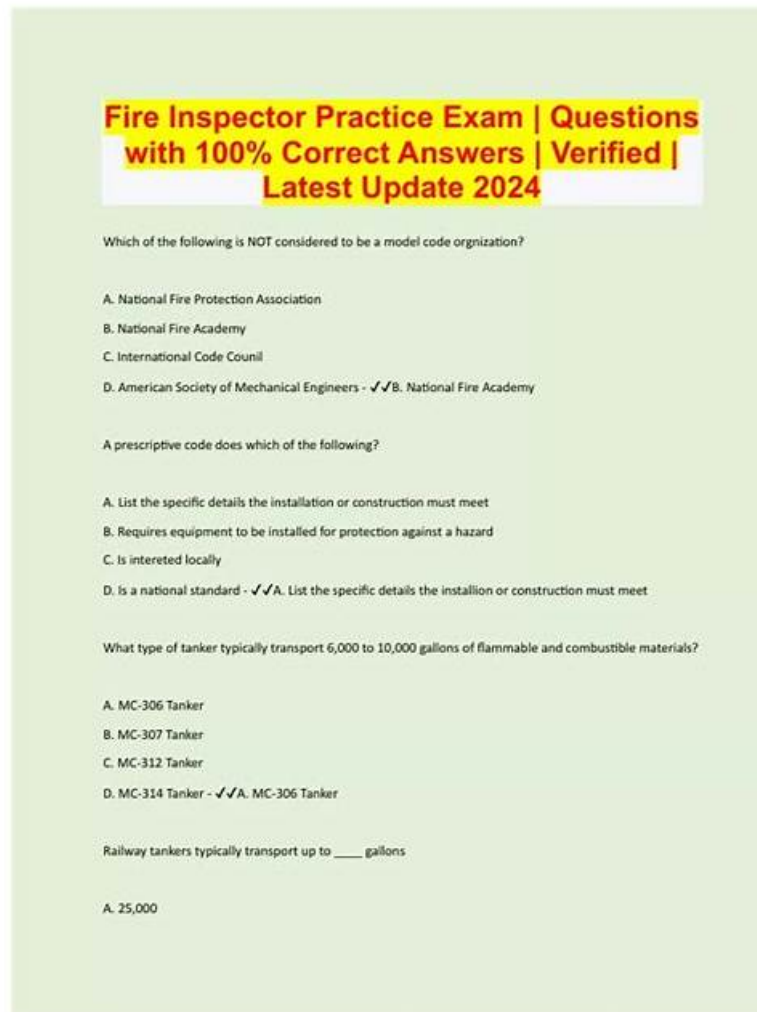 Fire Inspector Practice Exam | Questions
with 100% Correct Answers | Verified |
Latest Update 2024
Which of the following is NOT considered to be a model code orgnization?
A. National Fire Protection Association
B. National Fire Academy
C. International Code Counil
D. American Society of Mechanical Engineers - ✓✓B. National Fire Academy
A prescriptive code does which of the following?
A. List the specific details the installation or construction must meet
B. Requires equipment to be installed for protection against a hazard
C. Is intereted locally
D. Is a national standard - ✓✓A. List the specific details the installion or construction must meet
What type of tanker typically transport 6,000 to 10,000 gallons of flammable and combustible materials?
A. MC-306 Tanker
B. MC-307 Tanker
C. MC-312 Tanker
D. MC-314 Tanker - ✓✓A. MC-306 Tanker
Railway tankers typically transport up to ____ gallons
A. 25,000